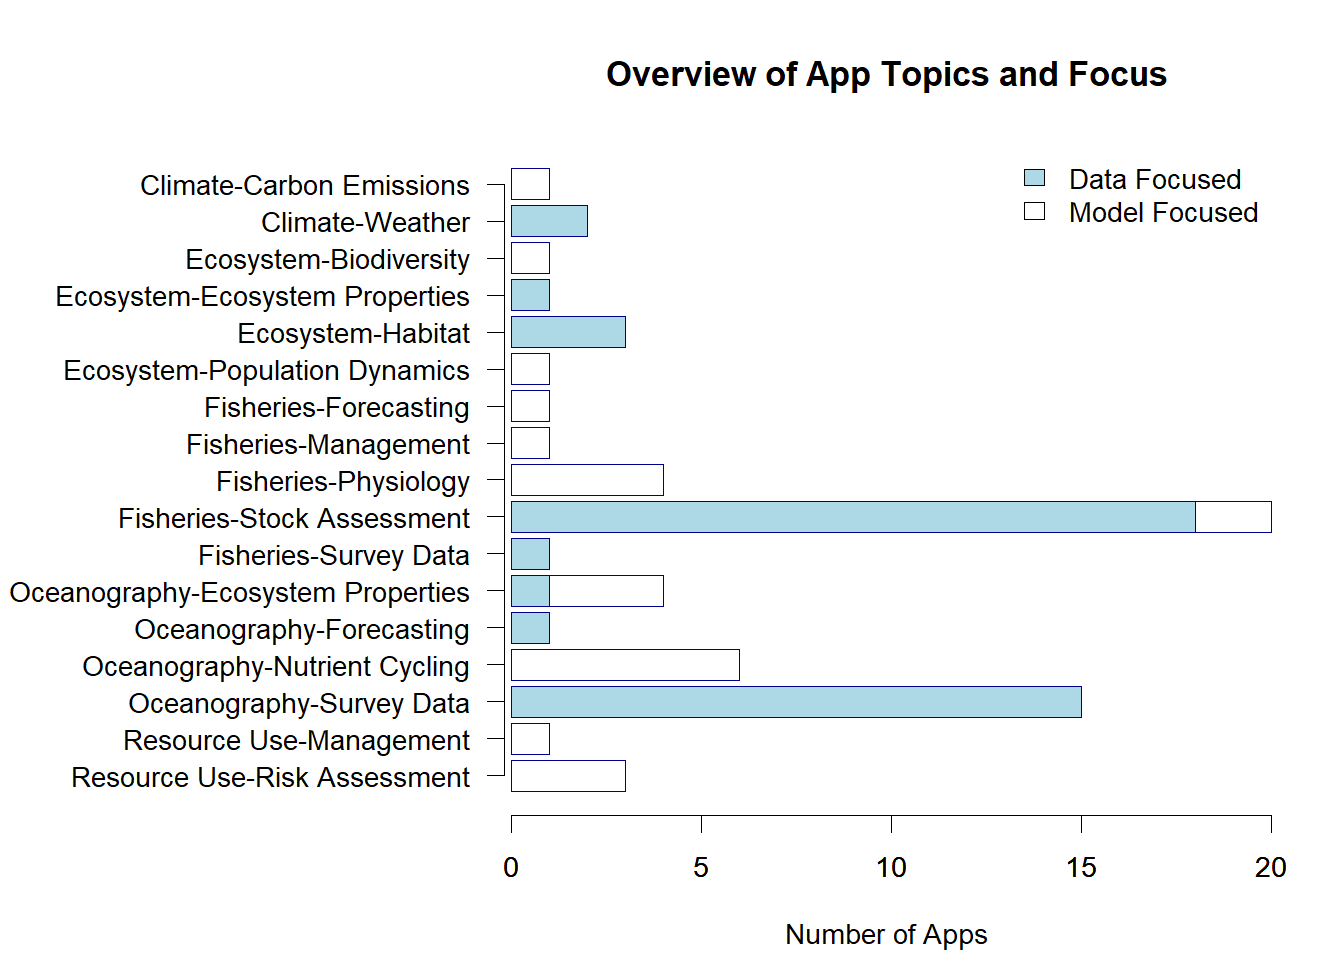 Overview of App Topics and Focus
Data Focused
Model Focused
Climate-Carbon Emissions
Climate-Weather
Ecosystem-Biodiversity
Ecosystem-Ecosystem Properties
Ecosystem-Habitat
Ecosystem-Population Dynamics
Fisheries-Forecasting
Fisheries-Management
Fisheries-Physiology
Fisheries-Stock Assessment
Fisheries-Survey Data
Oceanography-Ecosystem Properties
Oceanography-Forecasting
Oceanography-Nutrient Cycling
Oceanography-Survey Data
Resource Use-Management
Resource Use-Risk Assessment
0 5 10 15 20
Number of Apps